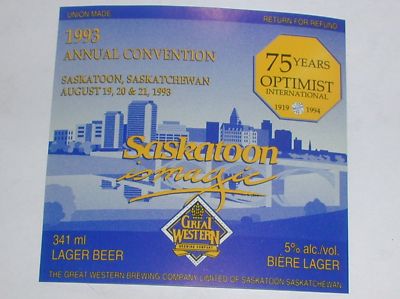 UNION MADE
RETURN FOR REFUND
1993
ANNUAL CONVENTION
SASKATOON, SASKATCHEWAN
AUGUST 19, 20 & 21, 1993
75 YEARS
OPTIMIST
INTERNATIONAL
1919 1994
Saskatoon
is magic
GREAT
WESTERN
BREWING COMPANY
341 ml
LAGER BEER
5% alc./vol.
BIÈRE LAGER
THE GREAT WESTERN BREWING COMPANY LIMITED OF SASKATOON SASKATCHEWAN